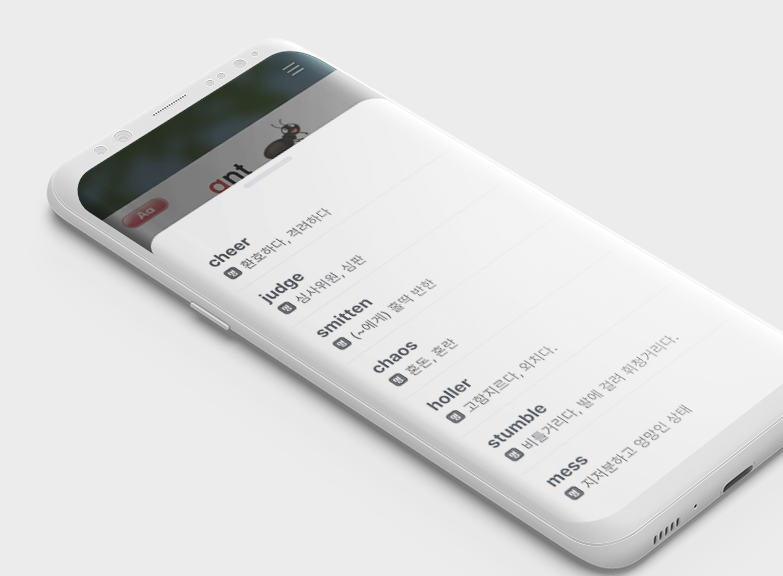 ant
Aa
cheer
명 환호하다, 격려하다
judge
명 심사위원, 심판
smitten
명 (~에게) 홀딱 반한
chaos
명 혼돈, 혼란
holler
명 고함지르다, 외치다.
stumble
명 비틀거리다, 발에 걸려 휘청거리다.
mess
명 지저분하고 엉망인 상태